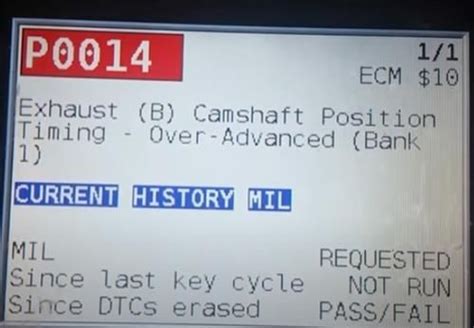 P0014
1/1
ECM $10
Exhaust (B) Camshaft Position
Timing - Over-Advanced (Bank
1)
CURRENT HISTORY MIL
MIL REQUESTED
Since last key cycle NOT RUN
Since DTCs erased PASS/FAIL